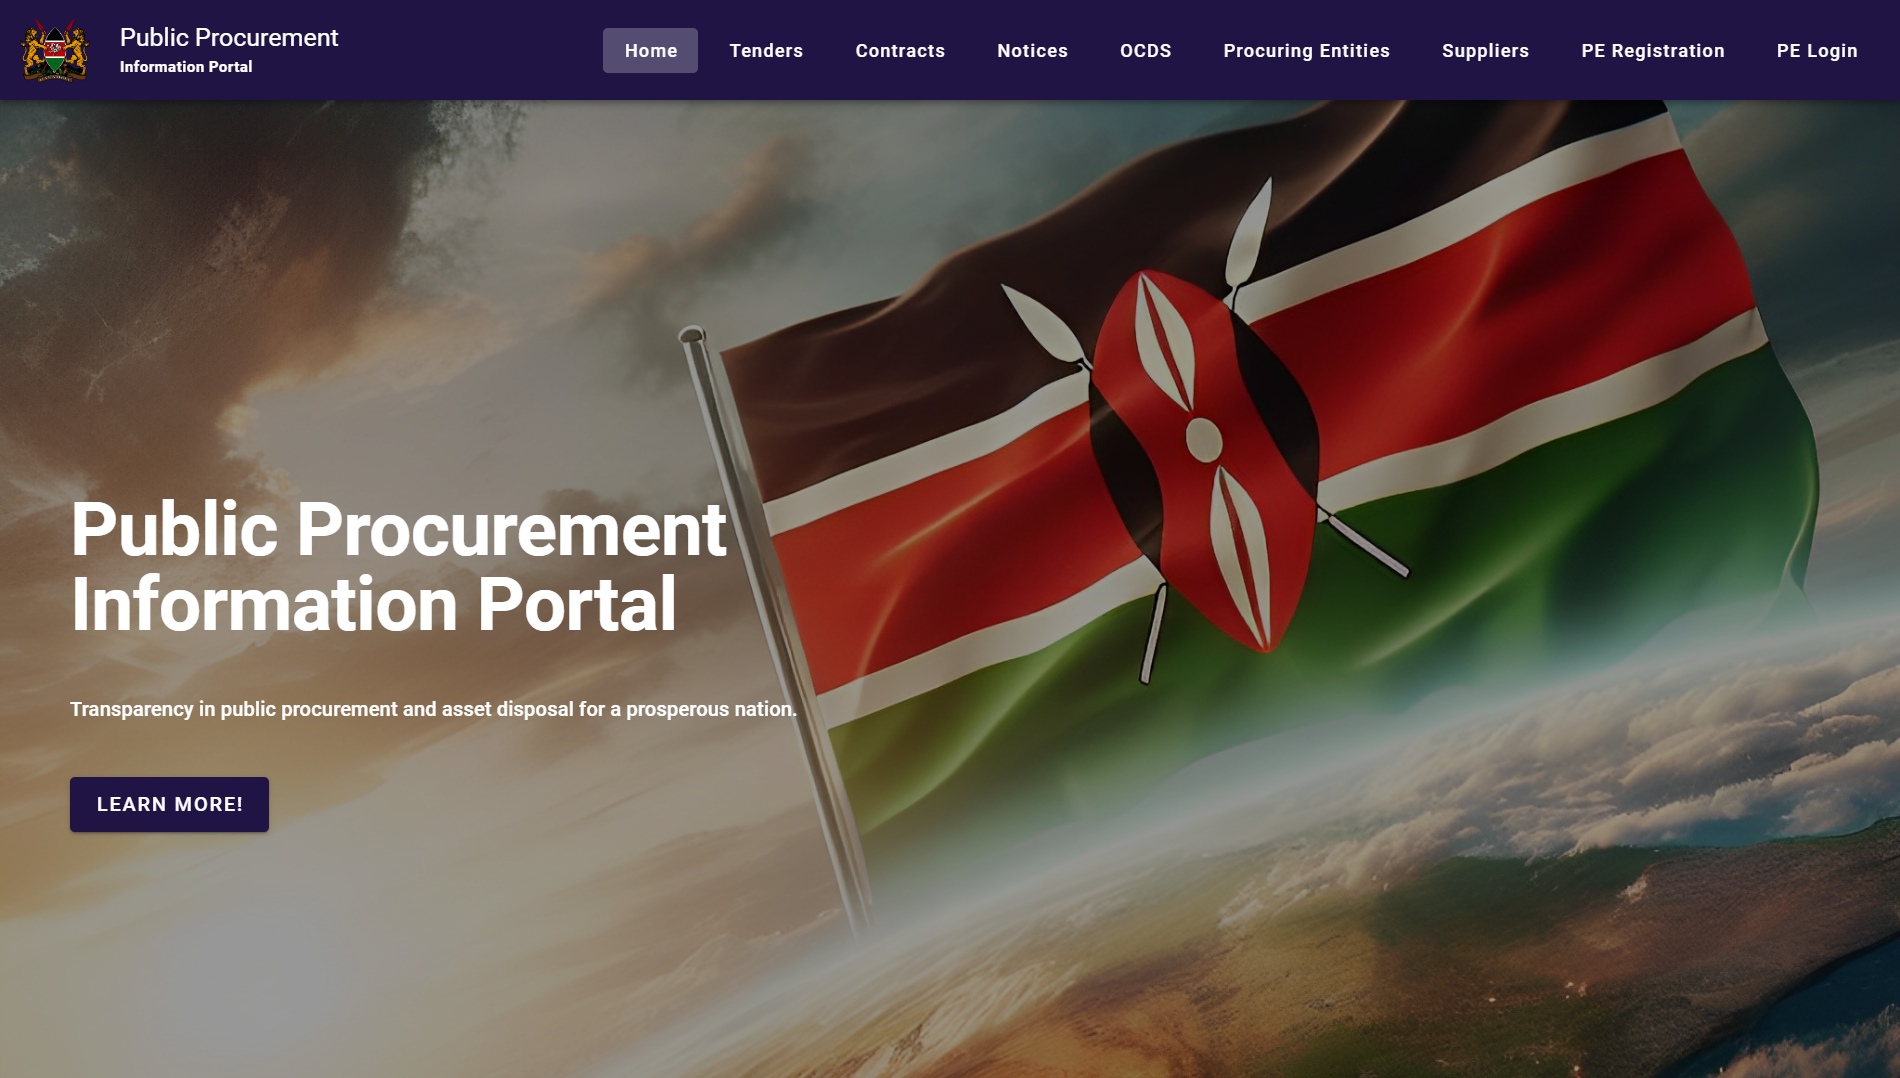 Public Procurement
Information Portal
Home
Tenders
Contracts
Notices
OCDS
Procuring Entities
Suppliers
PE Registration
PE Login
Public Procurement
Information Portal
Transparency in public procurement and asset disposal for a prosperous nation.
LEARN MORE!